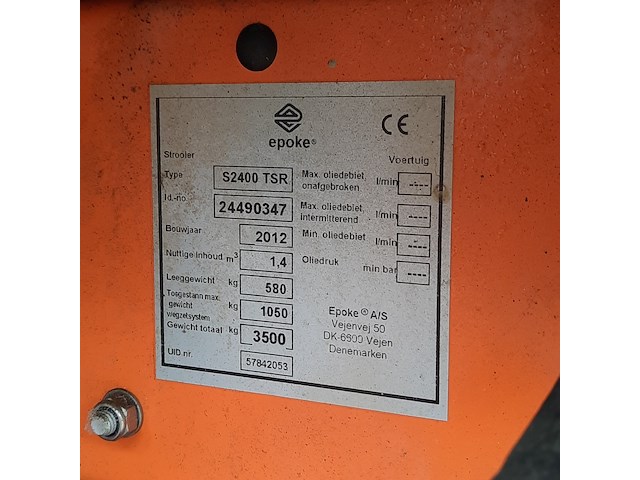 epoke®
CE
Strooier
Voertuig
Type S2400 TSR
Max. oliedebiet, onafgebroken l/min ----
Id.-no. 24490347
Max. oliedebiet, intermitterend l/min ----
Bouwjaar 2012
Min. oliedebiet l/min ----
Nuttige inhoud m³ 1,4
Oliedruk min bar ----
Leeggewicht kg 580
Toegestann max. gewicht wiegzetsystem kg 1050
Gewicht totaal kg 3500
UID.nr. 57842053
Epoke® A/S
Vejenvej 50
DK-6600 Vejen
Denemarken